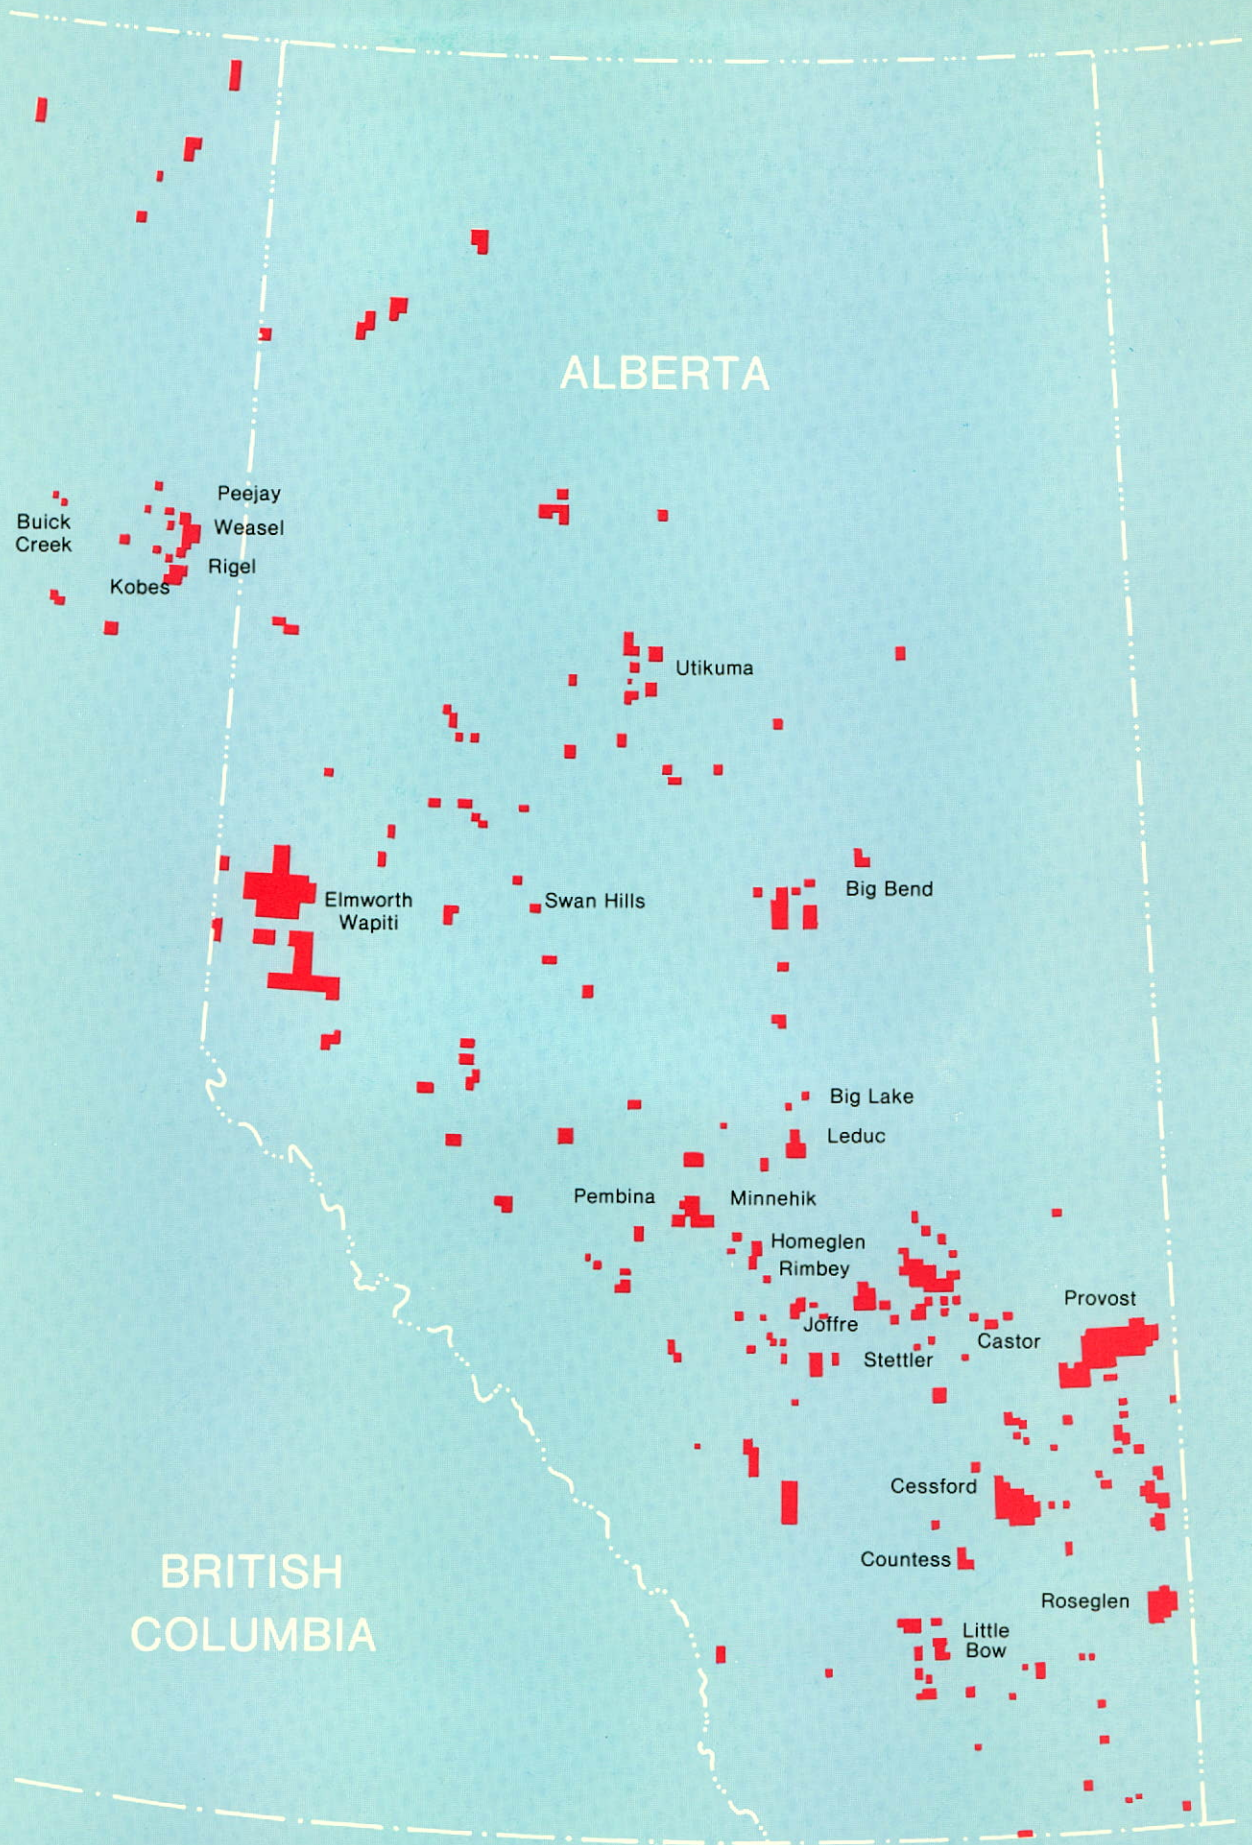 ALBERTA
Peejay
Buick
Creek
Weasel
Rigel
Kobes
Utikuma
Big Bend
Elmworth
Wapiti
Swan Hills
Big Lake
Leduc
Pembina
Minnehik
Homeglen
Rimbey
Provost
Joffre
Castor
Stettler
Cessford
Countess
Roseglen
Little
Bow
BRITISH
COLUMBIA